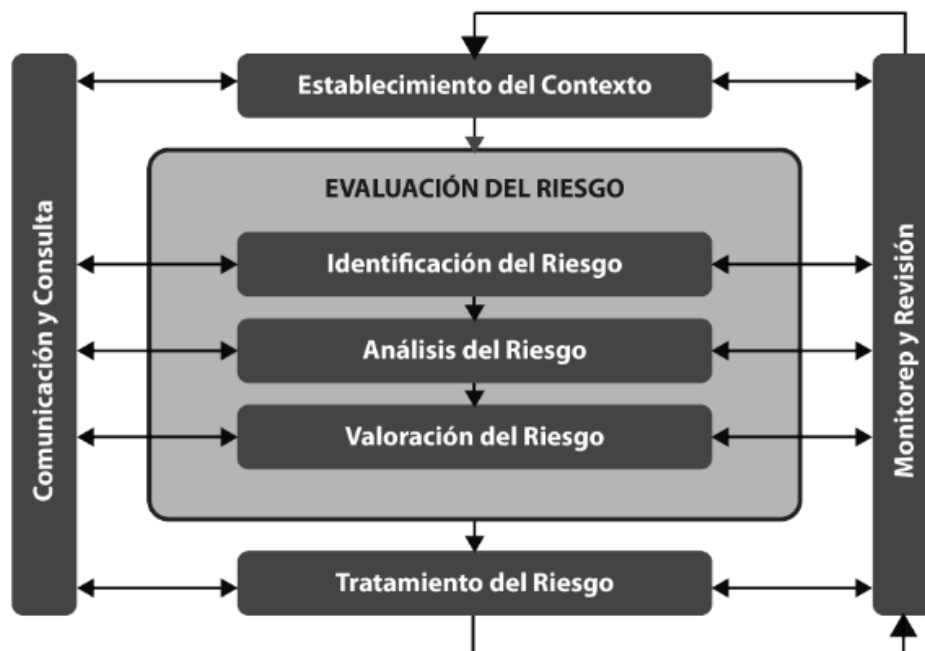 Establecimiento del Contexto
EVALUACIÓN DEL RIESGO
Identificación del Riesgo
Análisis del Riesgo
Valoración del Riesgo
Tratamiento del Riesgo
Comunicación y Consulta
Monitorep y Revisión